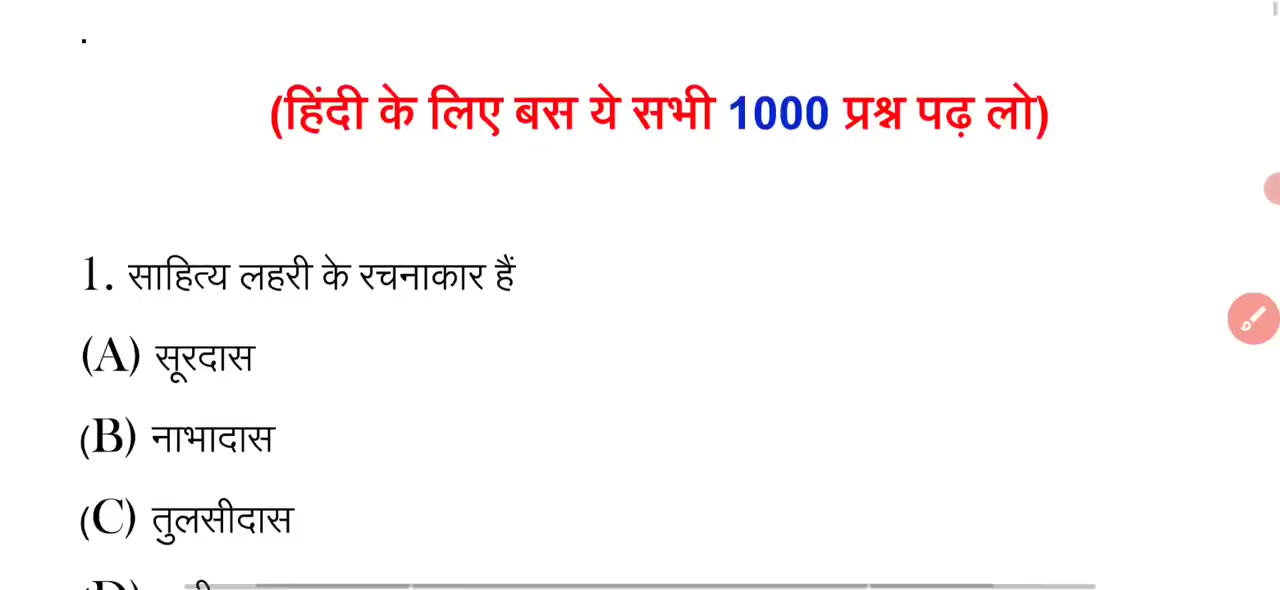 .
(हिंदी के लिए बस ये सभी 1000 प्रश्न पढ़ लो)
1. साहित्य लहरी के रचनाकार हैं
(A) सूरदास
(B) नाभादास
(C) तुलसीदास